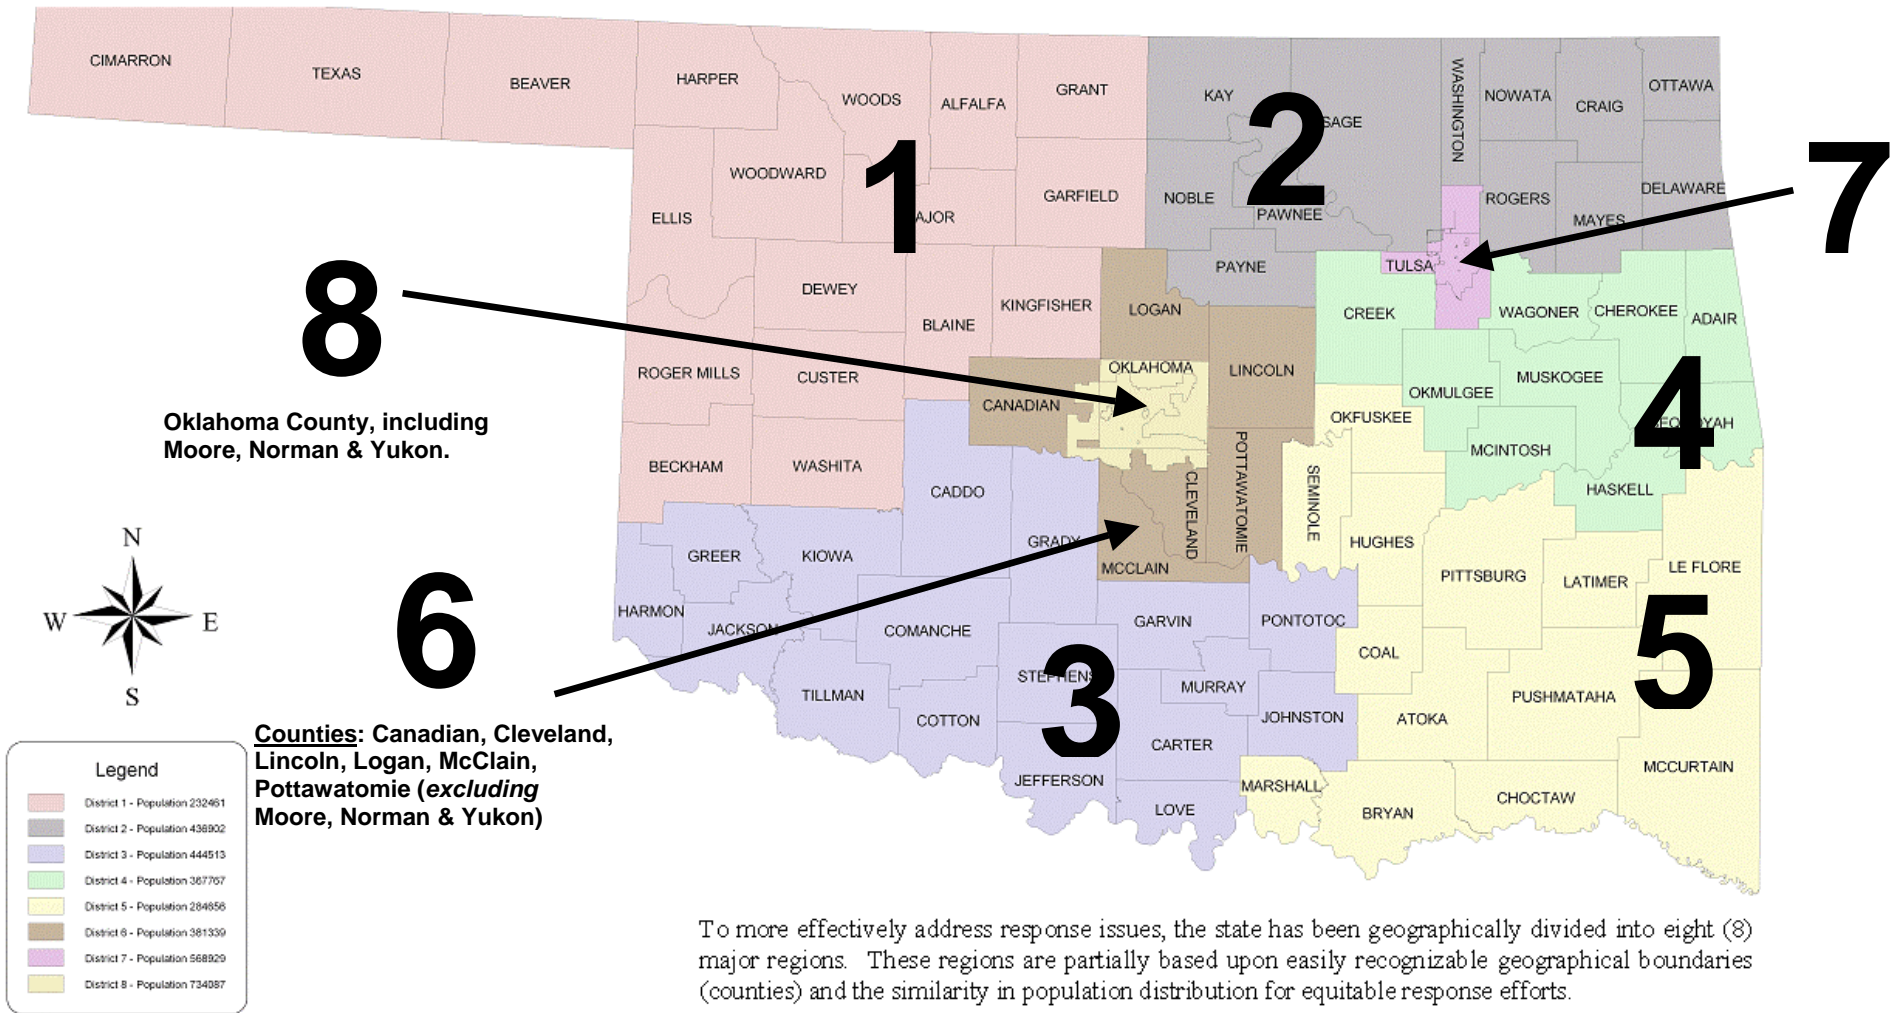 CIMARRON
TEXAS
BEAVER
HARPER
WOODS
ALFALFA
GRANT
KAY
SAGE
WASHINGTON
NOWATA
CRAIG
OTTAWA
1
2
7
WOODWARD
ELLIS
AJOR
GARFIELD
NOBLE
PAWNEE
ROGERS
MAYES
DELAWARE
PAYNE
TULSA
8
DEWEY
BLAINE
KINGFISHER
LOGAN
CREEK
WAGONER
CHEROKEE
ADAIR
ROGER MILLS
CUSTER
OKLAHOMA
LINCOLN
OKMULGEE
MUSKOGEE
4
CANADIAN
OKFUSKEE
Oklahoma County, including
Moore, Norman & Yukon.
BECKHAM
WASHITA
CADDO
CLEVELAND
POTTAWATOMIE
SEMINOLE
MCINTOSH
HASKELL
N
W
E
S
GREER
KIOWA
GRADY
MCCLAIN
HUGHES
PITTSBURG
LATIMER
LE FLORE
6
HARMON
JACKSON
COMANCHE
GARVIN
PONTOTOC
COAL
5
TILLMAN
COTTON
STEPHENS
3
MURRAY
JOHNSTON
ATOKA
PUSHMATAHA
CARTER
JEFFERSON
LOVE
MARSHALL
BRYAN
CHOCTAW
MCCURTAIN
Counties: Canadian, Cleveland,
Lincoln, Logan, McClain,
Pottawatomie (excluding
Moore, Norman & Yukon)
Legend
District 1 - Population 232461
District 2 - Population 436902
District 3 - Population 444513
District 4 - Population 367767
District 5 - Population 284656
District 6 - Population 381339
District 7 - Population 568929
District 8 - Population 734087
To more effectively address response issues, the state has been geographically divided into eight (8)
major regions. These regions are partially based upon easily recognizable geographical boundaries
(counties) and the similarity in population distribution for equitable response efforts.